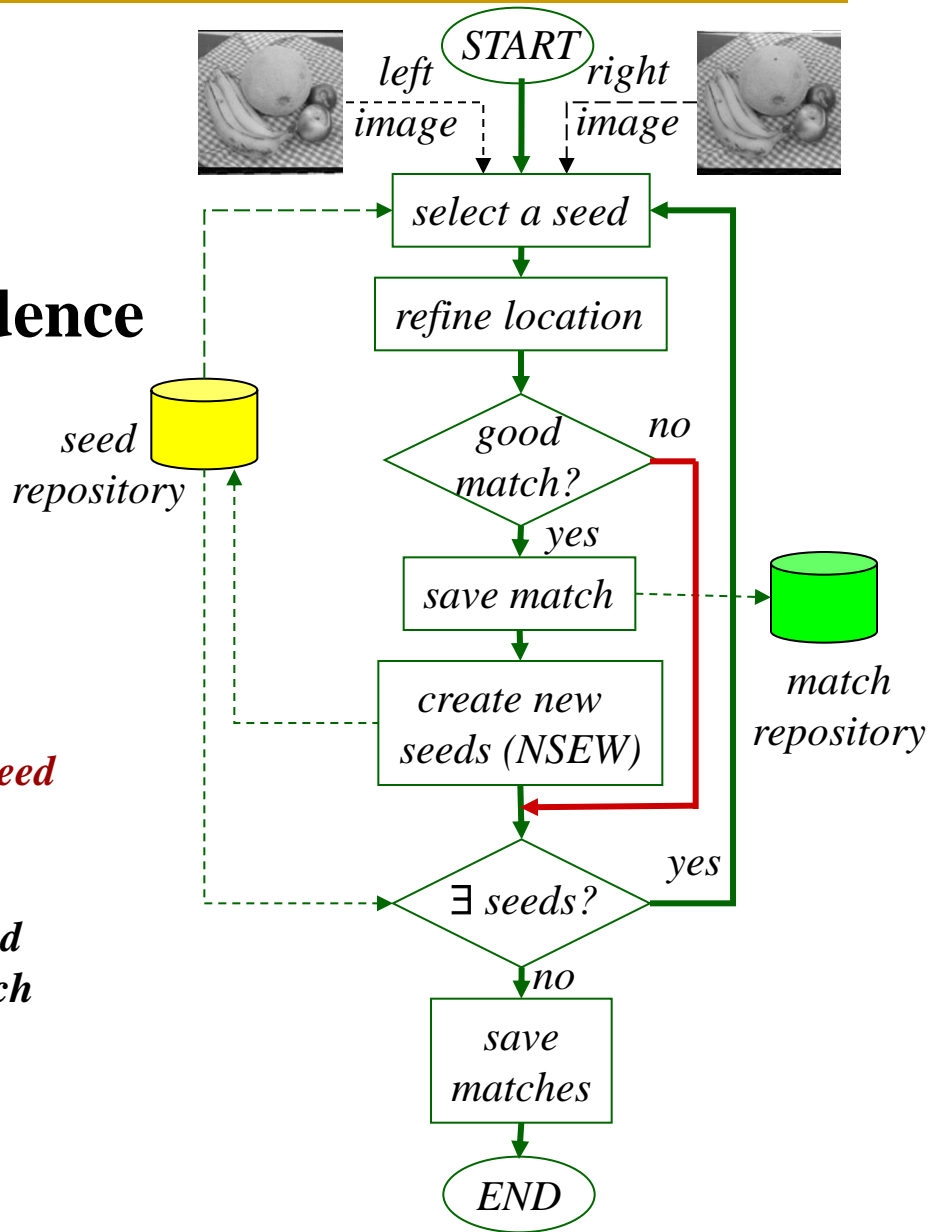 START
left
image
right
image
select a seed
dence
refine location
good
match?
no
yes
seed
repository
save match
match
repository
create new
seeds (NSEW)
eed
yes
∃ seeds?
d
ch
no
save
matches
END